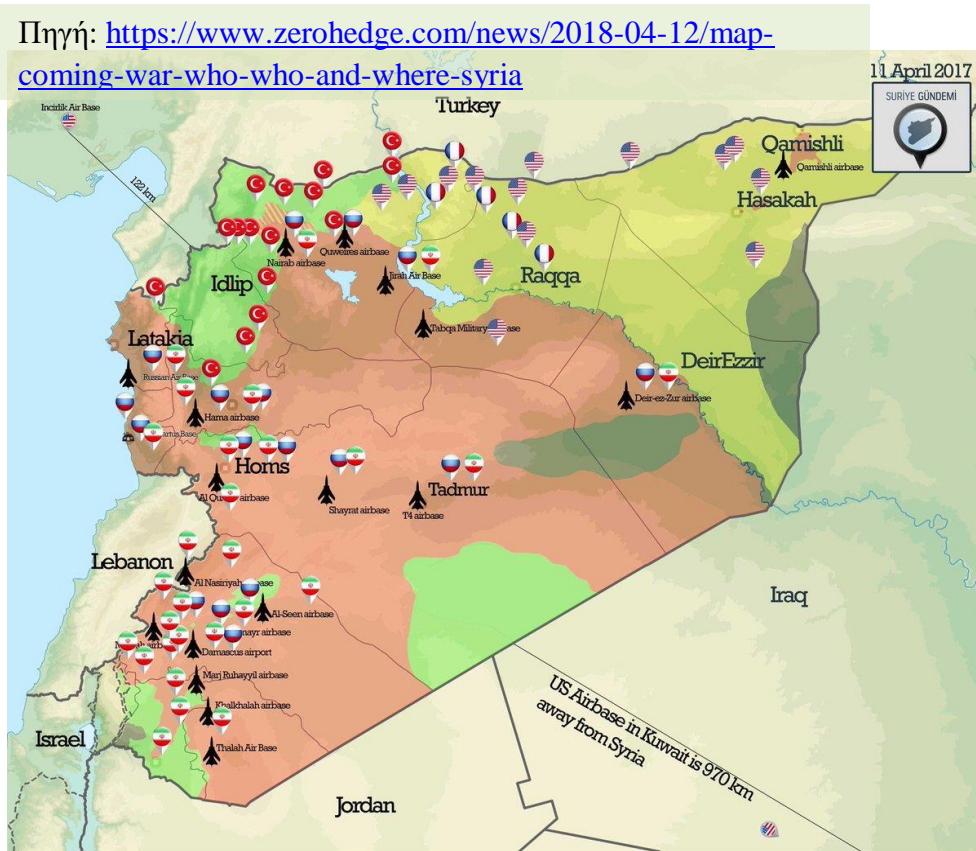 Πηγή: https://www.zerohedge.com/news/2018-04-12/map-
coming-war-who-who-and-where-syria
11 April 2017
SURİYE GÜNDEMİ
Incirlik Air Base
Turkey
122 km
Qamishli
Qamishli airbase
Hasakah
Quweires airbase
Nairab airbase
Jirah Air Base
Idlip
Raqqa
Tabqa Military
Latakia
Russian Air Base
DeirEzzir
Deir-ez-Zur airbase
Hama airbase
Base
Homs
Al airbase
Shayrat airbase
Tadmur
T4 airbase
Lebanon
Al Nasiriyah
Al-Seen airbase
airbase
Damascus airport
Marj Ruhayyil airbase
Khalkhalah airbase
Thalah Air Base
Iraq
Israel
Jordan
US Airbase in Kuwait is 970 km
away from Syria